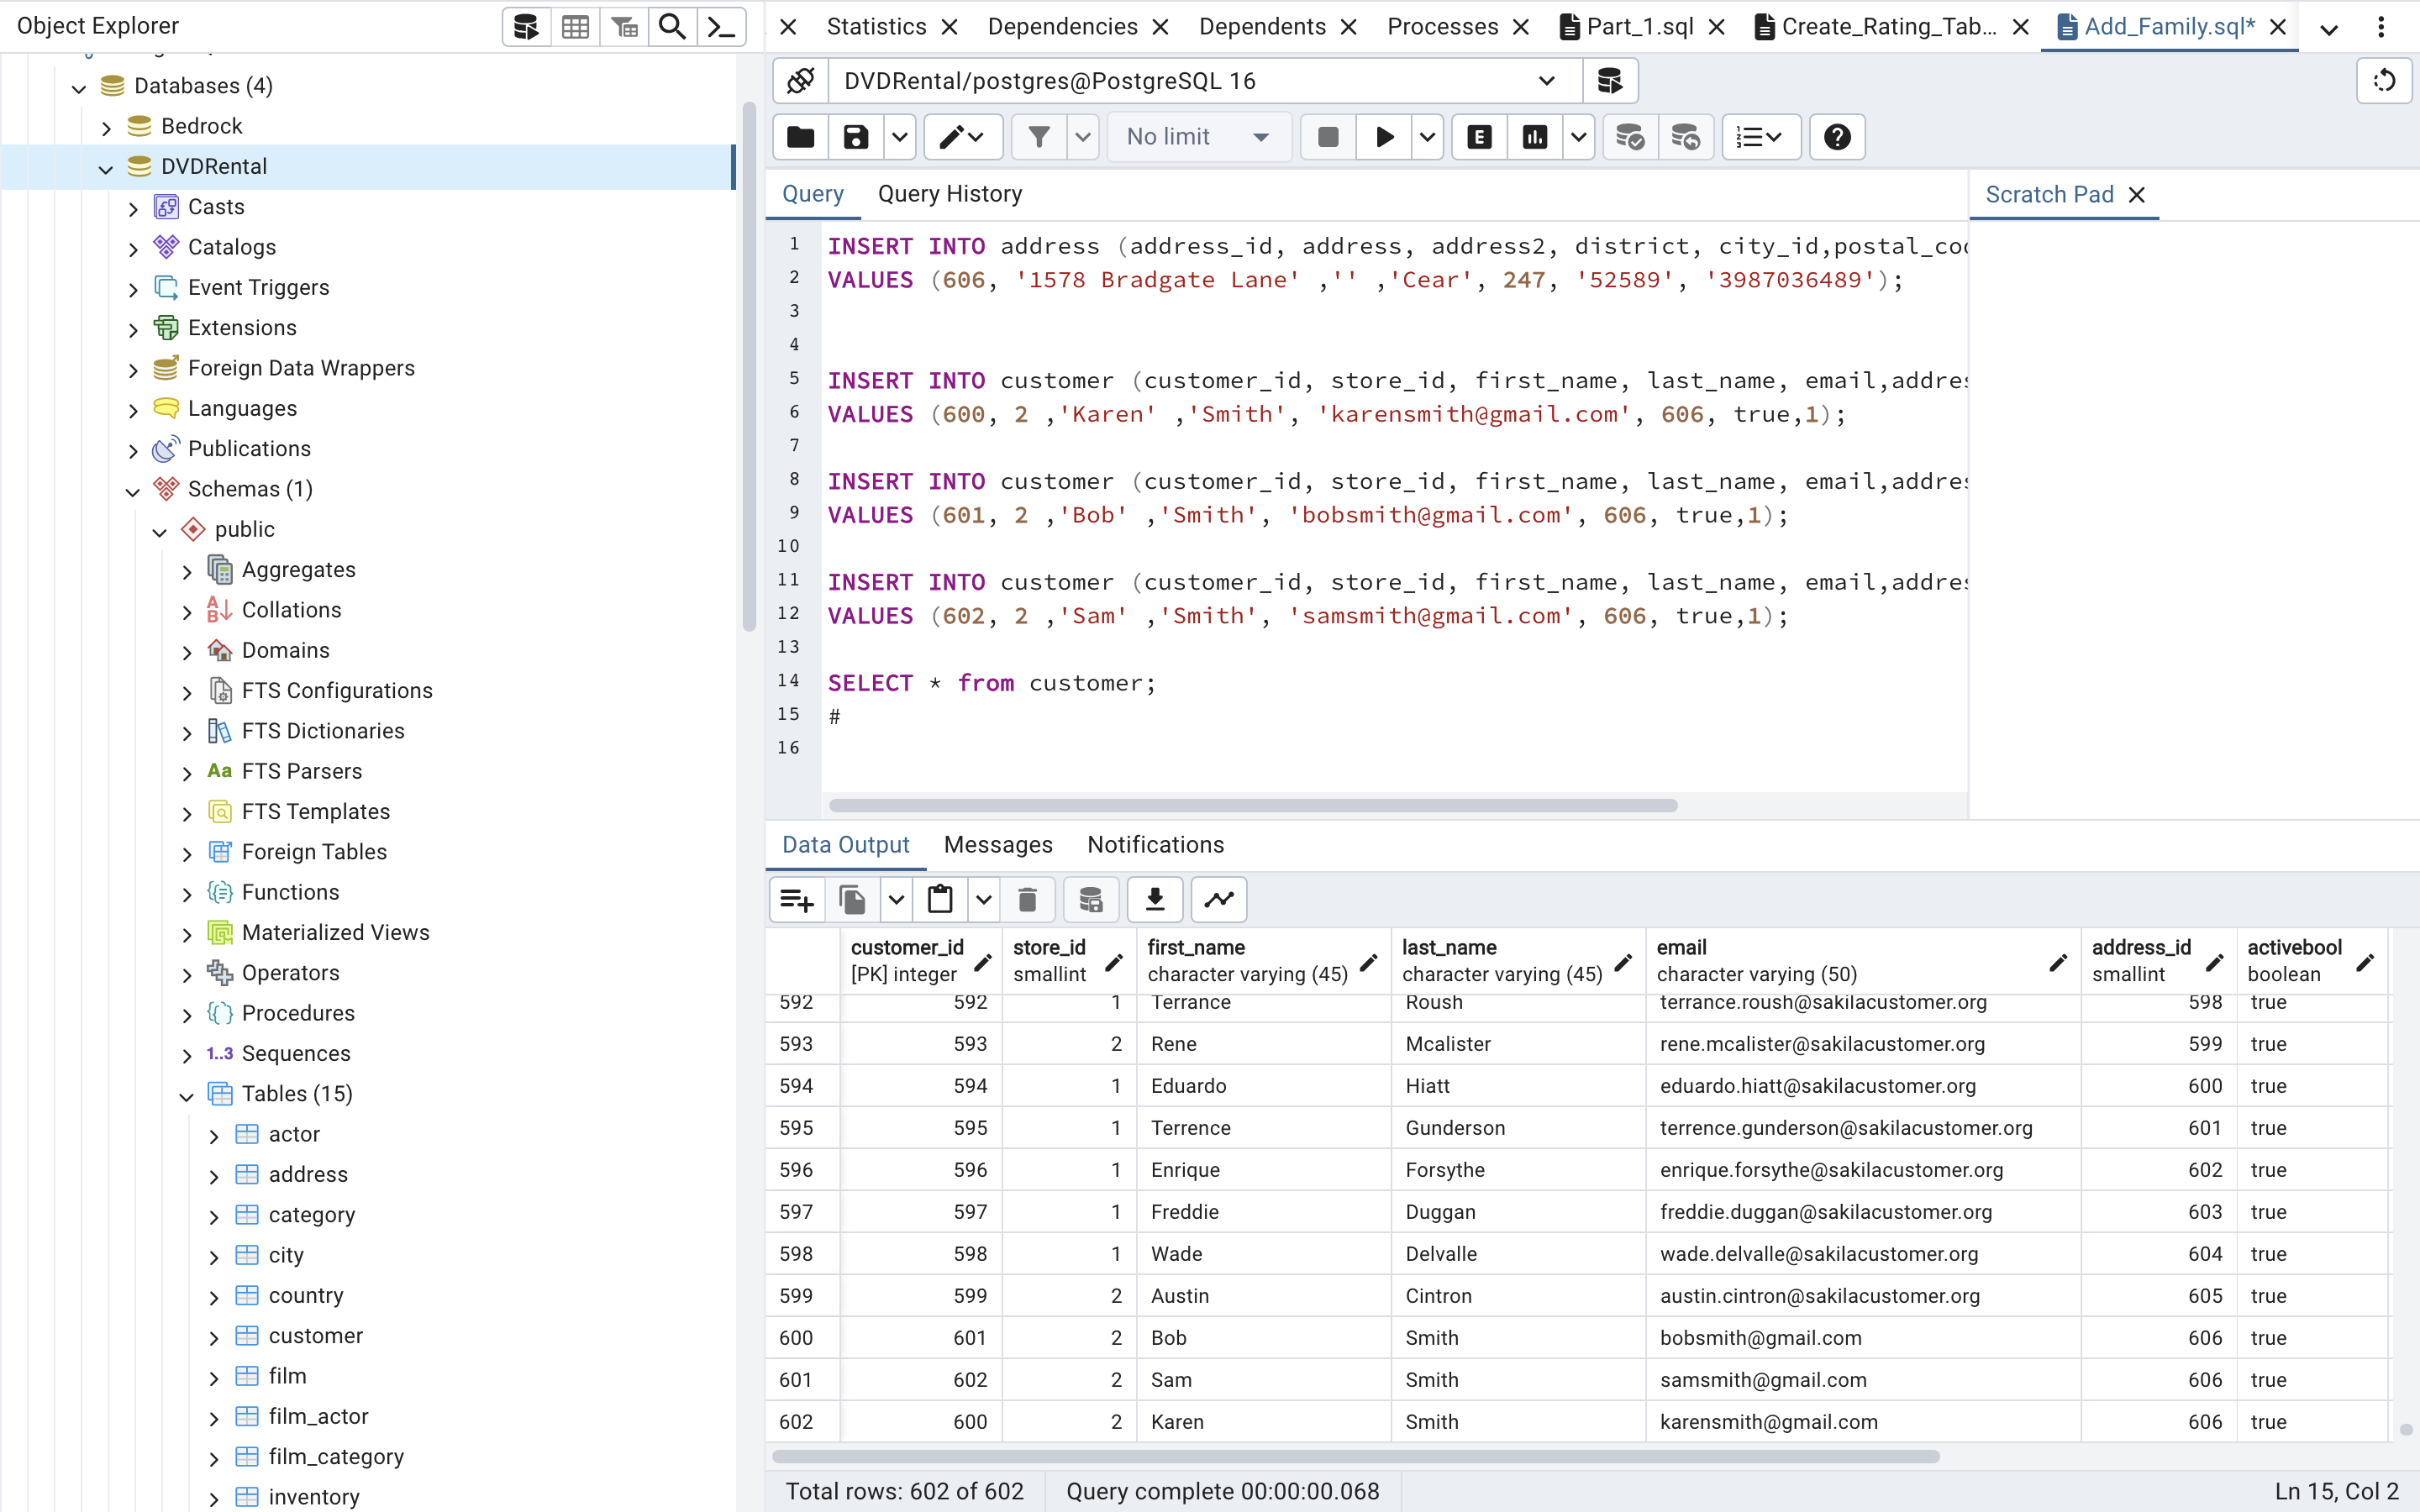 Object Explorer
Databases (4)
Bedrock
DVDRental
Casts
Catalogs
Event Triggers
Extensions
Foreign Data Wrappers
Languages
Publications
Schemas (1)
public
Aggregates
Collations
Domains
FTS Configurations
FTS Dictionaries
Aa FTS Parsers
FTS Templates
Foreign Tables
Functions
Materialized Views
Operators
Procedures
1..3 Sequences
Tables (15)
actor
address
category
city
country
customer
film
film_actor
film_category
inventory
Statistics Dependencies Dependents Processes Part_1.sql Create_Rating_Tab... Add_Family.sql*
DVDRental/postgres@PostgreSQL 16
No limit E
Query Query History
Scratch Pad
1 INSERT INTO address (address_id, address, address2, district, city_id,postal_co
2 VALUES (606, '1578 Bradgate Lane' ,'' ,'Cear', 247, '52589', '3987036489');
3
4
5 INSERT INTO customer (customer_id, store_id, first_name, last_name, email,addres
6 VALUES (600, 2 ,'Karen' ,'Smith', 'karensmith@gmail.com', 606, true,1);
7
8 INSERT INTO customer (customer_id, store_id, first_name, last_name, email,addres
9 VALUES (601, 2 ,'Bob' ,'Smith', 'bobsmith@gmail.com', 606, true,1);
10
11 INSERT INTO customer (customer_id, store_id, first_name, last_name, email,addres
12 VALUES (602, 2 ,'Sam' ,'Smith', 'samsmith@gmail.com', 606, true,1);
13
14 SELECT * from customer;
15 #
16
Data Output Messages Notifications
customer_id store_id first_name last_name email address_id activebool
[PK] integer smallint character varying (45) character varying (45) character varying (50) smallint boolean
592 592 1 Terrance Roush terrance.roush@sakilacustomer.org 598 true
593 593 2 Rene Mcalister rene.mcalister@sakilacustomer.org 599 true
594 594 1 Eduardo Hiatt eduardo.hiatt@sakilacustomer.org 600 true
595 595 1 Terrence Gunderson terrence.gunderson@sakilacustomer.org 601 true
596 596 1 Enrique Forsythe enrique.forsythe@sakilacustomer.org 602 true
597 597 1 Freddie Duggan freddie.duggan@sakilacustomer.org 603 true
598 598 1 Wade Delvalle wade.delvalle@sakilacustomer.org 604 true
599 599 2 Austin Cintron austin.cintron@sakilacustomer.org 605 true
600 601 2 Bob Smith bobsmith@gmail.com 606 true
601 602 2 Sam Smith samsmith@gmail.com 606 true
602 600 2 Karen Smith karensmith@gmail.com 606 true
Total rows: 602 of 602 Query complete 00:00:00.068 Ln 15, Col 2